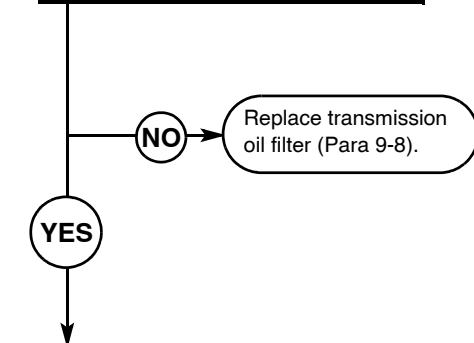 NO
Replace transmission
oil filter (Para 9-8).
YES